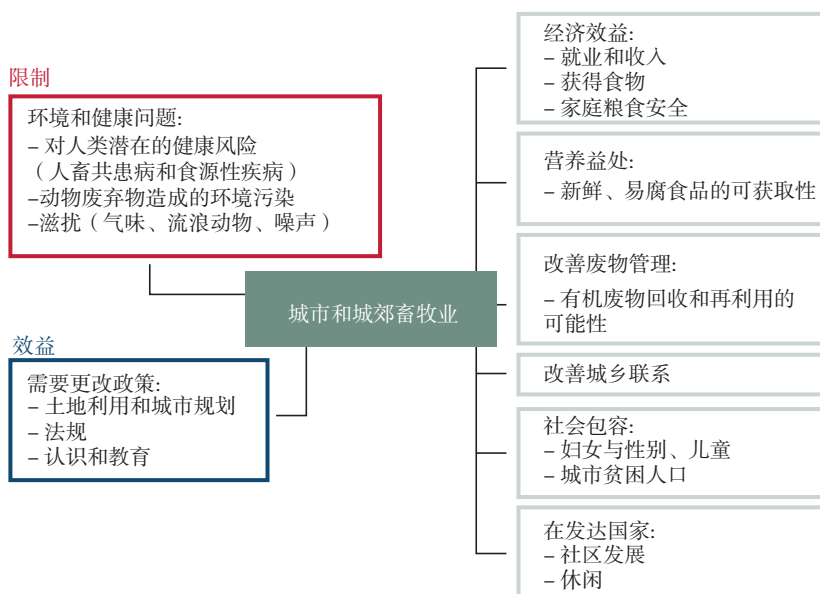 限制
环境和健康问题:
– 对人类潜在的健康风险
（人畜共患病和食源性疾病）
–动物废弃物造成的环境污染
–滋扰（气味、流浪动物、噪声）
城市和城郊畜牧业
效益
需要更改政策:
– 土地利用和城市规划
– 法规
– 认识和教育
经济效益:
– 就业和收入
– 获得食物
– 家庭粮食安全
营养益处:
– 新鲜、易腐食品的可获取性
改善废物管理:
– 有机废物回收和再利用的
可能性
改善城乡联系
社会包容:
– 妇女与性别、儿童
– 城市贫困人口
在发达国家:
– 社区发展
– 休闲